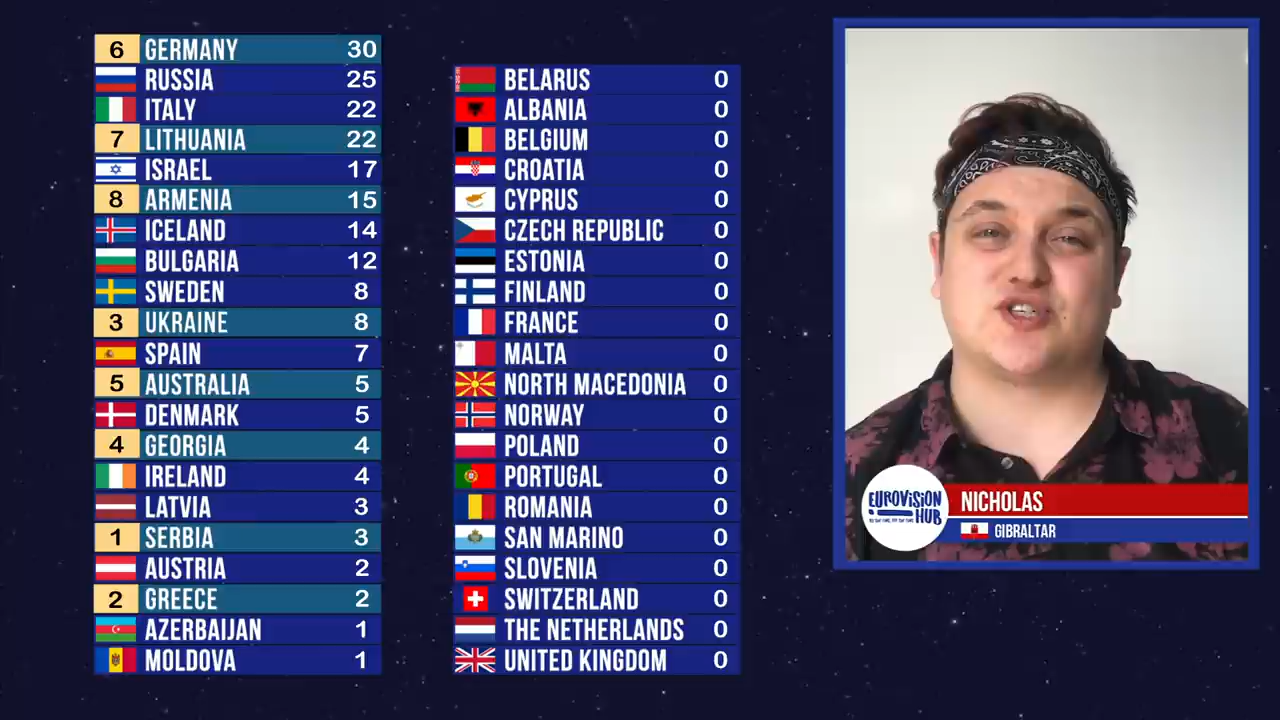 6 GERMANY 30
RUSSIA 25
ITALY 22
7 LITHUANIA 22
ISRAEL 17
8 ARMENIA 15
ICELAND 14
BULGARIA 12
SWEDEN 8
3 UKRAINE 8
SPAIN 7
5 AUSTRALIA 5
DENMARK 5
4 GEORGIA 4
IRELAND 4
LATVIA 3
1 SERBIA 3
AUSTRIA 2
2 GREECE 2
AZERBAIJAN 1
MOLDOVA 1
BELARUS 0
ALBANIA 0
BELGIUM 0
CROATIA 0
CYPRUS 0
CZECH REPUBLIC 0
ESTONIA 0
FINLAND 0
FRANCE 0
MALTA 0
NORTH MACEDONIA 0
NORWAY 0
POLAND 0
PORTUGAL 0
ROMANIA 0
SAN MARINO 0
SLOVENIA 0
SWITZERLAND 0
THE NETHERLANDS 0
UNITED KINGDOM 0
EUROVISION
HUB
NICHOLAS
GIBRALTAR